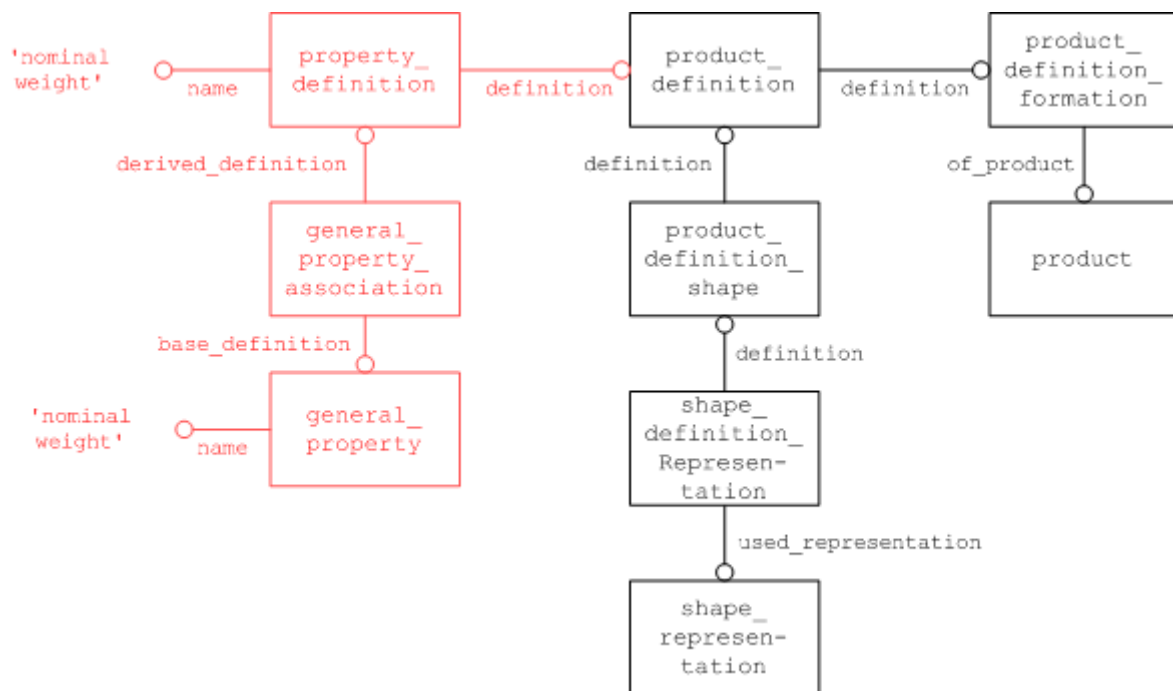 'nominal
weight'
name
property_
definition
definition
product_
definition
definition
product_
definition_
formation
derived_definition
definition
of_product
general_
property_
association
product_
definition_
shape
product
base_definition
definition
'nominal
weight'
name
general_
property
shape_
definition_
Represen-
tation
used_representation
shape_
represen-
tation